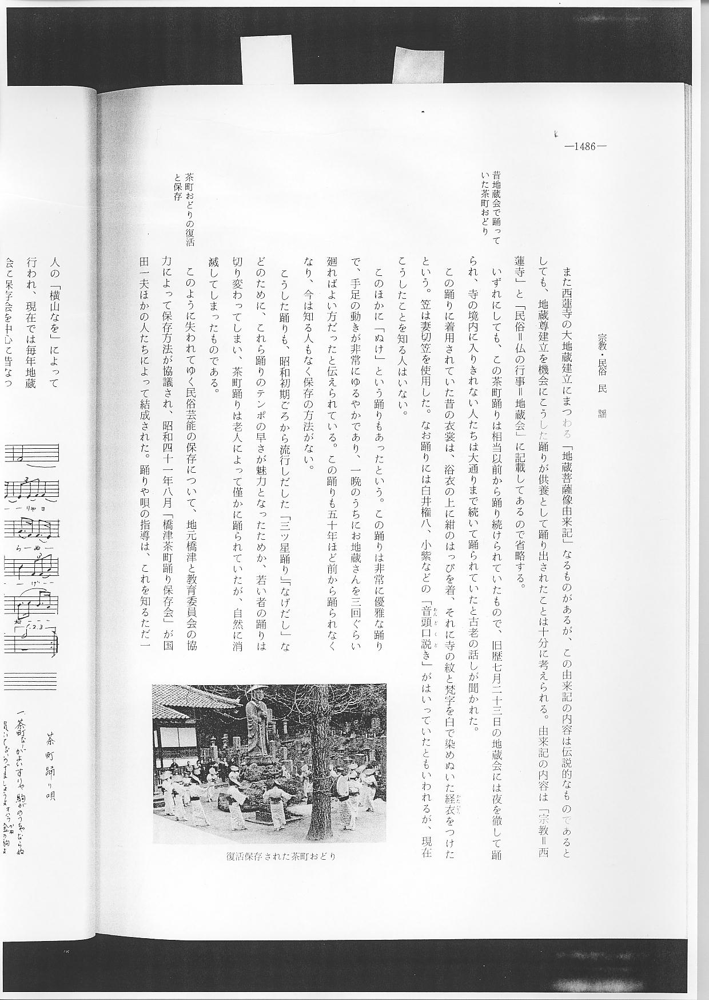 —1486—
宗教・民俗　民　謡
また西蓮寺の大地蔵建立にまつわる「地蔵菩薩像由来記」なるものがあるが、この由来記の内容は伝説的なものであると
しても、地蔵尊建立を機会にこうした踊りが供養として踊り出されたことは十分に考えられる。由来記の内容は「宗教＝西
蓮寺」と「民俗＝仏の行事＝地蔵会」に記載してあるので省略する。
昔地蔵会で踊って
いた茶町おどり
いずれにしても、この茶町踊りは相当以前から踊り続けられていたもので、旧歴七月二十三日の地蔵会には夜を徹して踊
られ、寺の境内に入りきれない人たちは大通りまで続いて踊られていたと古老の話しが聞かれた。
この踊りに着用されていた昔の衣裳は、浴衣の上に紺のはっぴを着、それに寺の紋と梵字を白で染めぬいた経衣をつけた
という。笠は妻切笠を使用した。なお踊りには白井権八、小紫などの「音頭口説き」がはいっていたともいわれるが、現在
こうしたことを知る人はいない。
このほかに「ぬけ」という踊りもあったという。この踊りは非常に優雅な踊り
で、手足の動きが非常にゆるやかであり、一晩のうちにお地蔵さんを三回ぐらい
廻ればよい方だったと伝えられている。この踊りも五十年ほど前から踊られなく
なり、今は知る人もなく保存の方法がない。
こうした踊りも、昭和初期ごろから流行しだした「三ツ星踊り」「なげだし」な
どのために、これら踊りのテンポの早さが魅力となったためか、若い者の踊りは
切り変わってしまい、茶町踊りは老人によって僅かに踊られていたが、自然に消
滅してしまったものである。
茶町おどりの復活
と保存
このように失われてゆく民俗芸能の保存について、地元橋津と教育委員会の協
力によって保存方法が協議され、昭和四十一年八月「橋津茶町踊り保存会」が国
田一夫ほかの人たちによって結成された。踊りや唄の指導は、これを知るただ一
復活保存された茶町おどり
人の「横山なを」によって
行われ、現在では毎年地蔵
会に保存会を中心に昔なつ
茶町踊り唄
一、茶町ながよいすりゃ駒がのうちゃならぬ